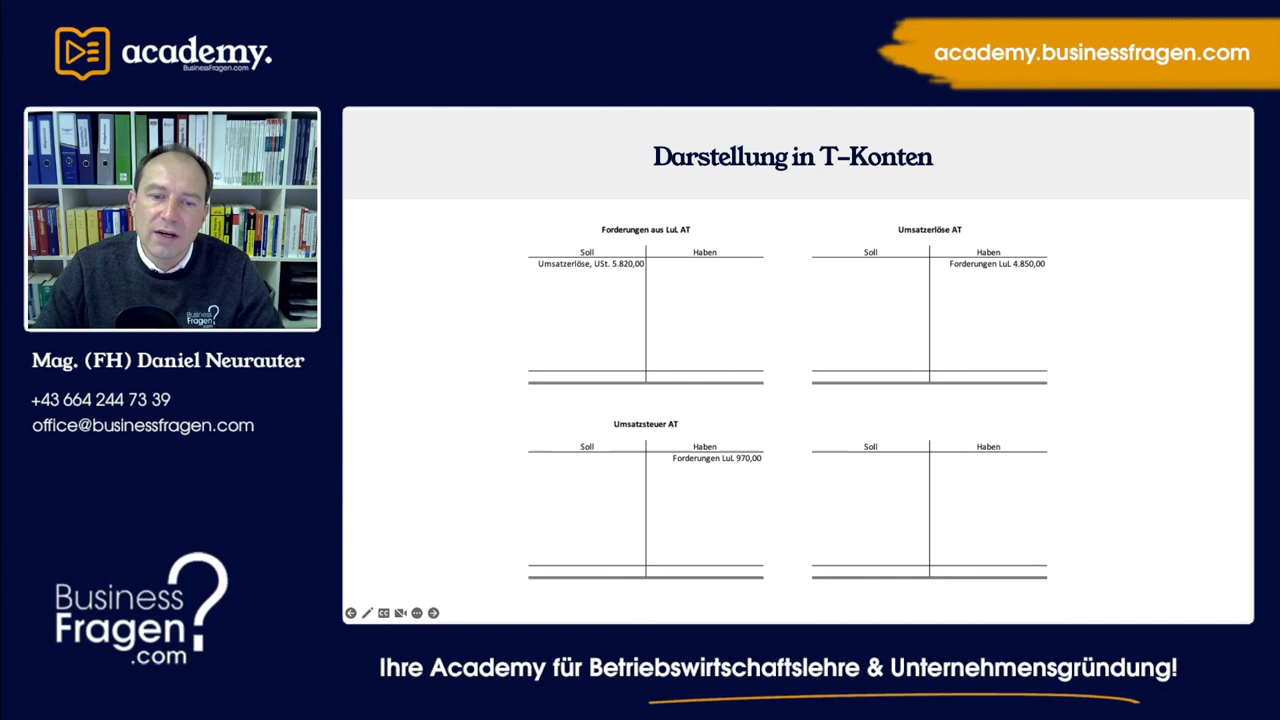 academy.
BusinessFragen.com
academy.businessfragen.com
Darstellung in T-Konten
Forderungen aus LuL AT
Soll Haben
Umsatzerlöse, USt. 5.820,00
Umsatzerlöse AT
Soll Haben
Forderungen LuL 4.850,00
Umsatzsteuer AT
Soll Haben
Forderungen LuL 970,00
Soll Haben
Business
Fragen
.com
?
Mag. (FH) Daniel Neurauter
+43 664 244 73 39
office@businessfragen.com
Business
Fragen
.com
?
Ihre Academy für Betriebswirtschaftslehre & Unternehmensgründung!